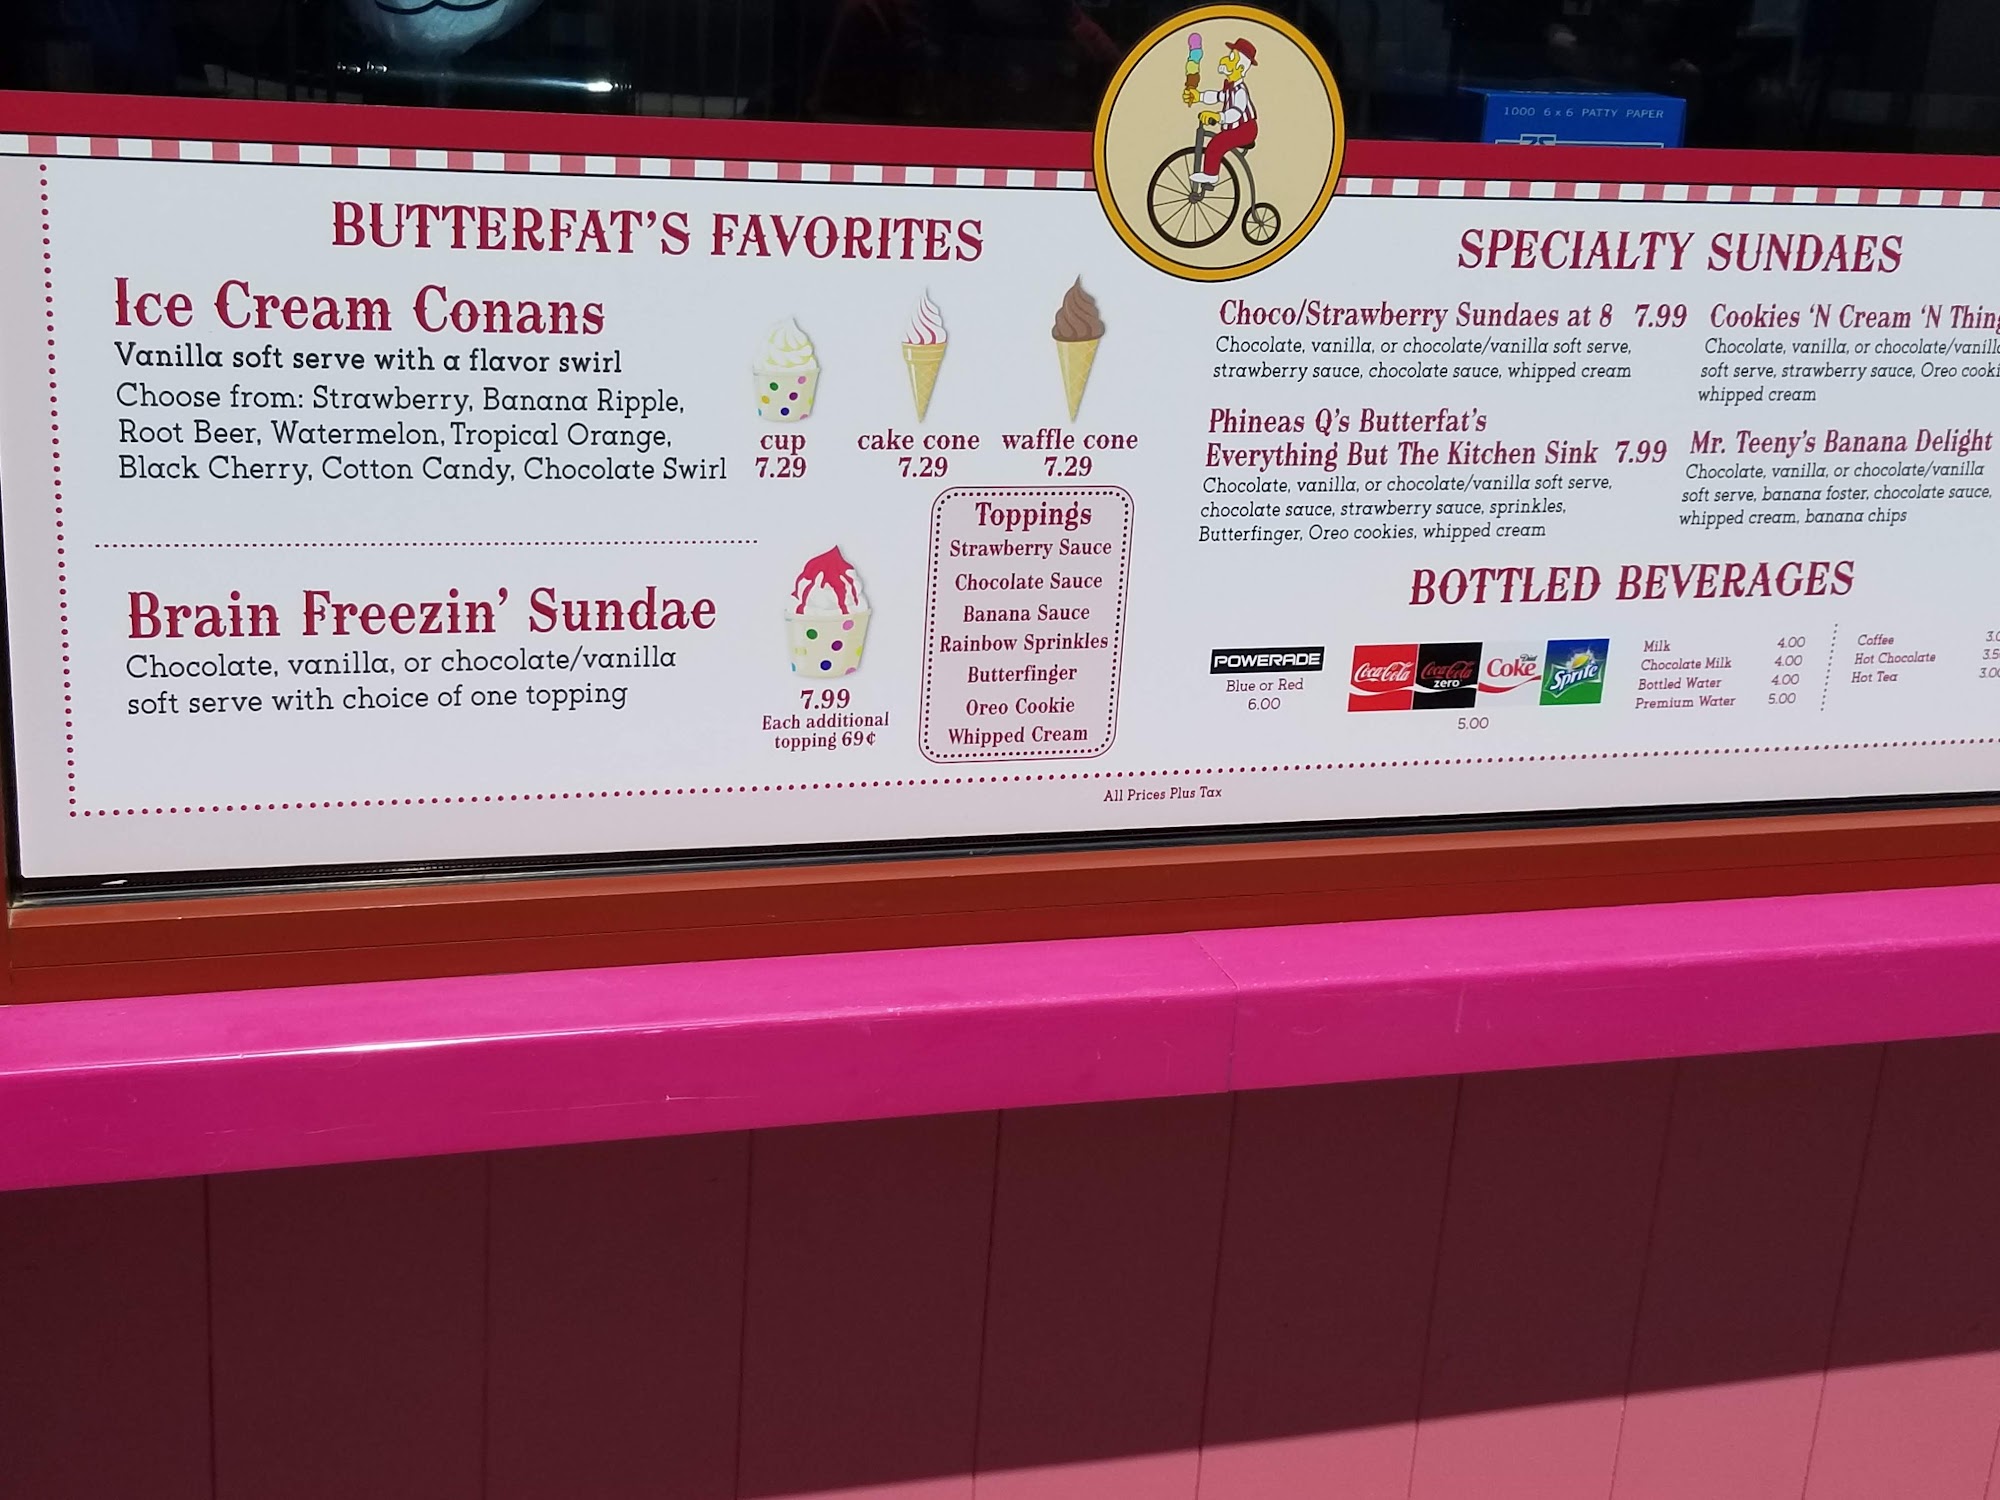 1000 6 x 6 PATTY PAPER
BUTTERFAT'S FAVORITES
Ice Cream Conans
Vanilla soft serve with a flavor swirl
Choose from: Strawberry, Banana Ripple,
Root Beer, Watermelon, Tropical Orange,
Black Cherry, Cotton Candy, Chocolate Swirl
cup
7.29
cake cone
7.29
waffle cone
7.29
Brain Freezin' Sundae
Chocolate, vanilla, or chocolate/vanilla
soft serve with choice of one topping
7.99
Each additional
topping 69¢
Toppings
Strawberry Sauce
Chocolate Sauce
Banana Sauce
Rainbow Sprinkles
Butterfinger
Oreo Cookie
Whipped Cream
SPECIALTY SUNDAES
Choco/Strawberry Sundaes at 8 7.99
Chocolate, vanilla, or chocolate/vanilla soft serve,
strawberry sauce, chocolate sauce, whipped cream
Phineas Q's Butterfat's
Everything But The Kitchen Sink 7.99
Chocolate, vanilla, or chocolate/vanilla soft serve,
chocolate sauce, strawberry sauce, sprinkles,
Butterfinger, Oreo cookies, whipped cream
Cookies 'N Cream 'N Thing
Chocolate, vanilla, or chocolate/vanilla
soft serve, strawberry sauce, Oreo cooki
whipped cream
Mr. Teeny's Banana Delight
Chocolate, vanilla, or chocolate/vanilla
soft serve, banana foster, chocolate sauce,
whipped cream, banana chips
BOTTLED BEVERAGES
POWERADE
Blue or Red
6.00
Coca-Cola Coca-Cola zero Diet Coke Sprite
5.00
Milk 4.00
Chocolate Milk 4.00
Bottled Water 4.00
Premium Water 5.00
Coffee 3.0
Hot Chocolate 3.5
Hot Tea 3.00
All Prices Plus Tax